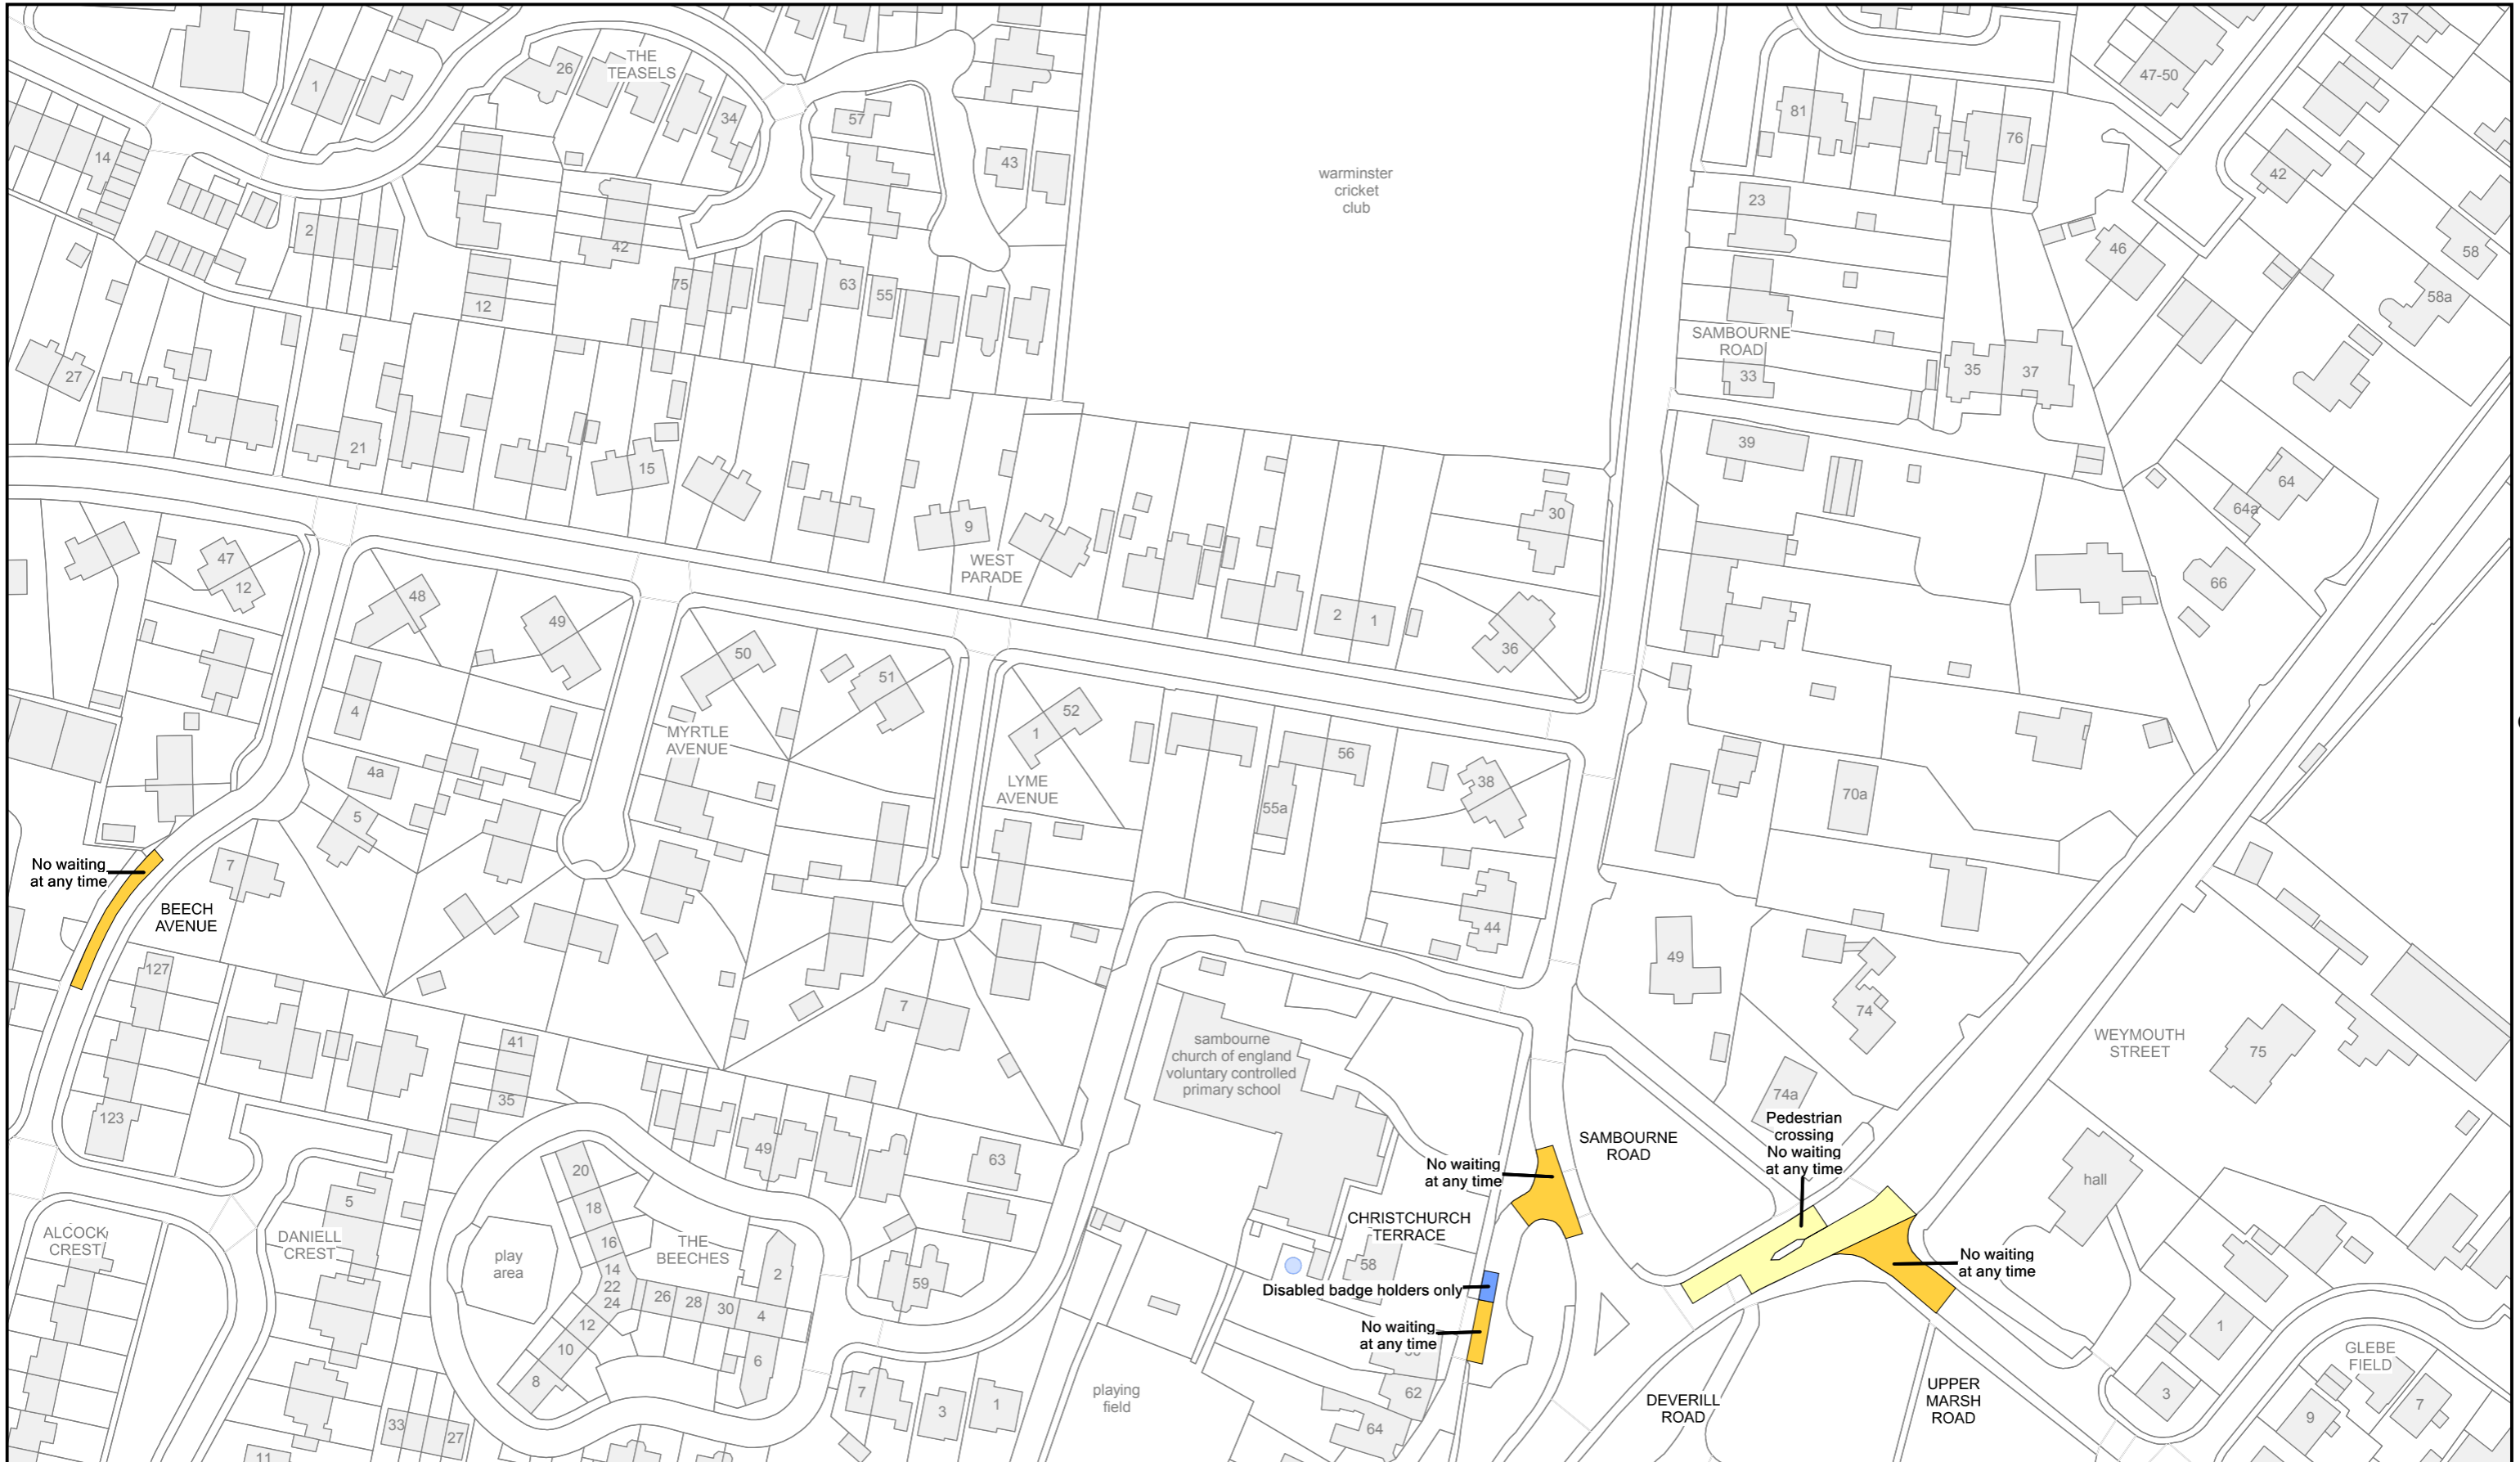 THE
TEASELS
26
1
34
57
14
43
2
42
12
75
63
55
27
21
15
9
WEST
PARADE
warminster
cricket
club
37
47-50
81
76
42
23
46
58
58a
SAMBOURNE
ROAD
33
35
37
39
64
64a
66
30
47
12
48
49
2
1
36
50
51
52
1
4
4a
5
MYRTLE
AVENUE
LYME
AVENUE
56
55a
38
44
70a
No waiting
at any time
7
BEECH
AVENUE
127
123
49
74
7
41
35
sambourne
church of england
voluntary controlled
primary school
WEYMOUTH
STREET
75
74a
Pedestrian
crossing
No waiting
at any time
SAMBOURNE
ROAD
No waiting
at any time
49
63
20
18
16
14
22
24
12
10
8
5
ALCOCK
CREST
DANIELL
CREST
play
area
THE
BEECHES
2
26
28
30
4
6
59
CHRISTCHURCH
TERRACE
58
Disabled badge holders only
No waiting
at any time
hall
No waiting
at any time
1
GLEBE
FIELD
3
7
9
62
64
playing
field
7
3
1
33
27
11
DEVERILL
ROAD
UPPER
MARSH
ROAD